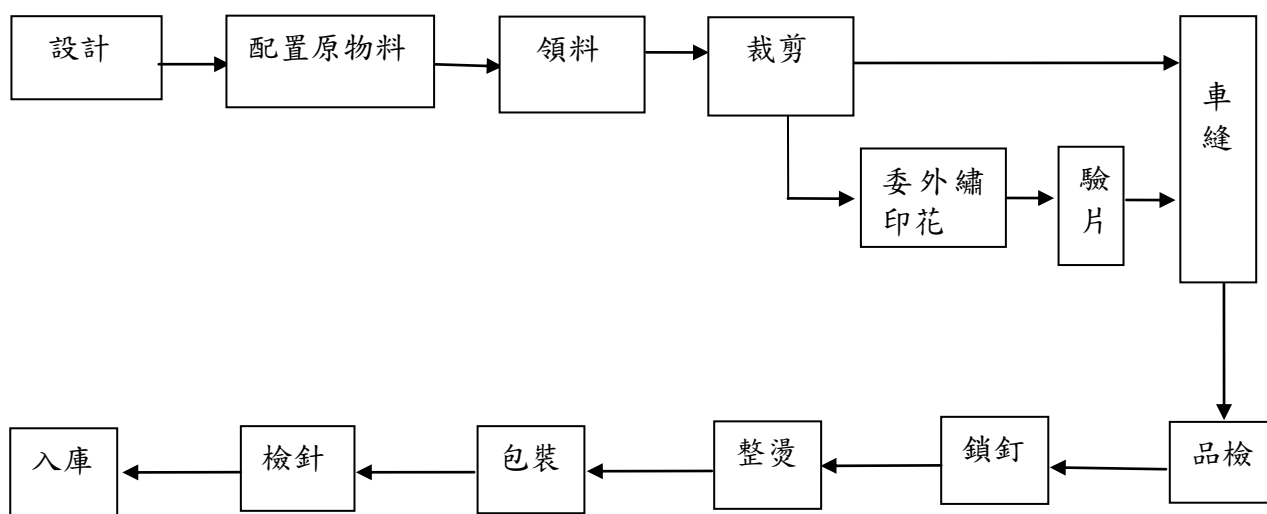 設計
配置原物料
領料
裁剪
車
縫
委外繡
印花
驗
片
品檢
鎖釘
整燙
包裝
檢針
入庫